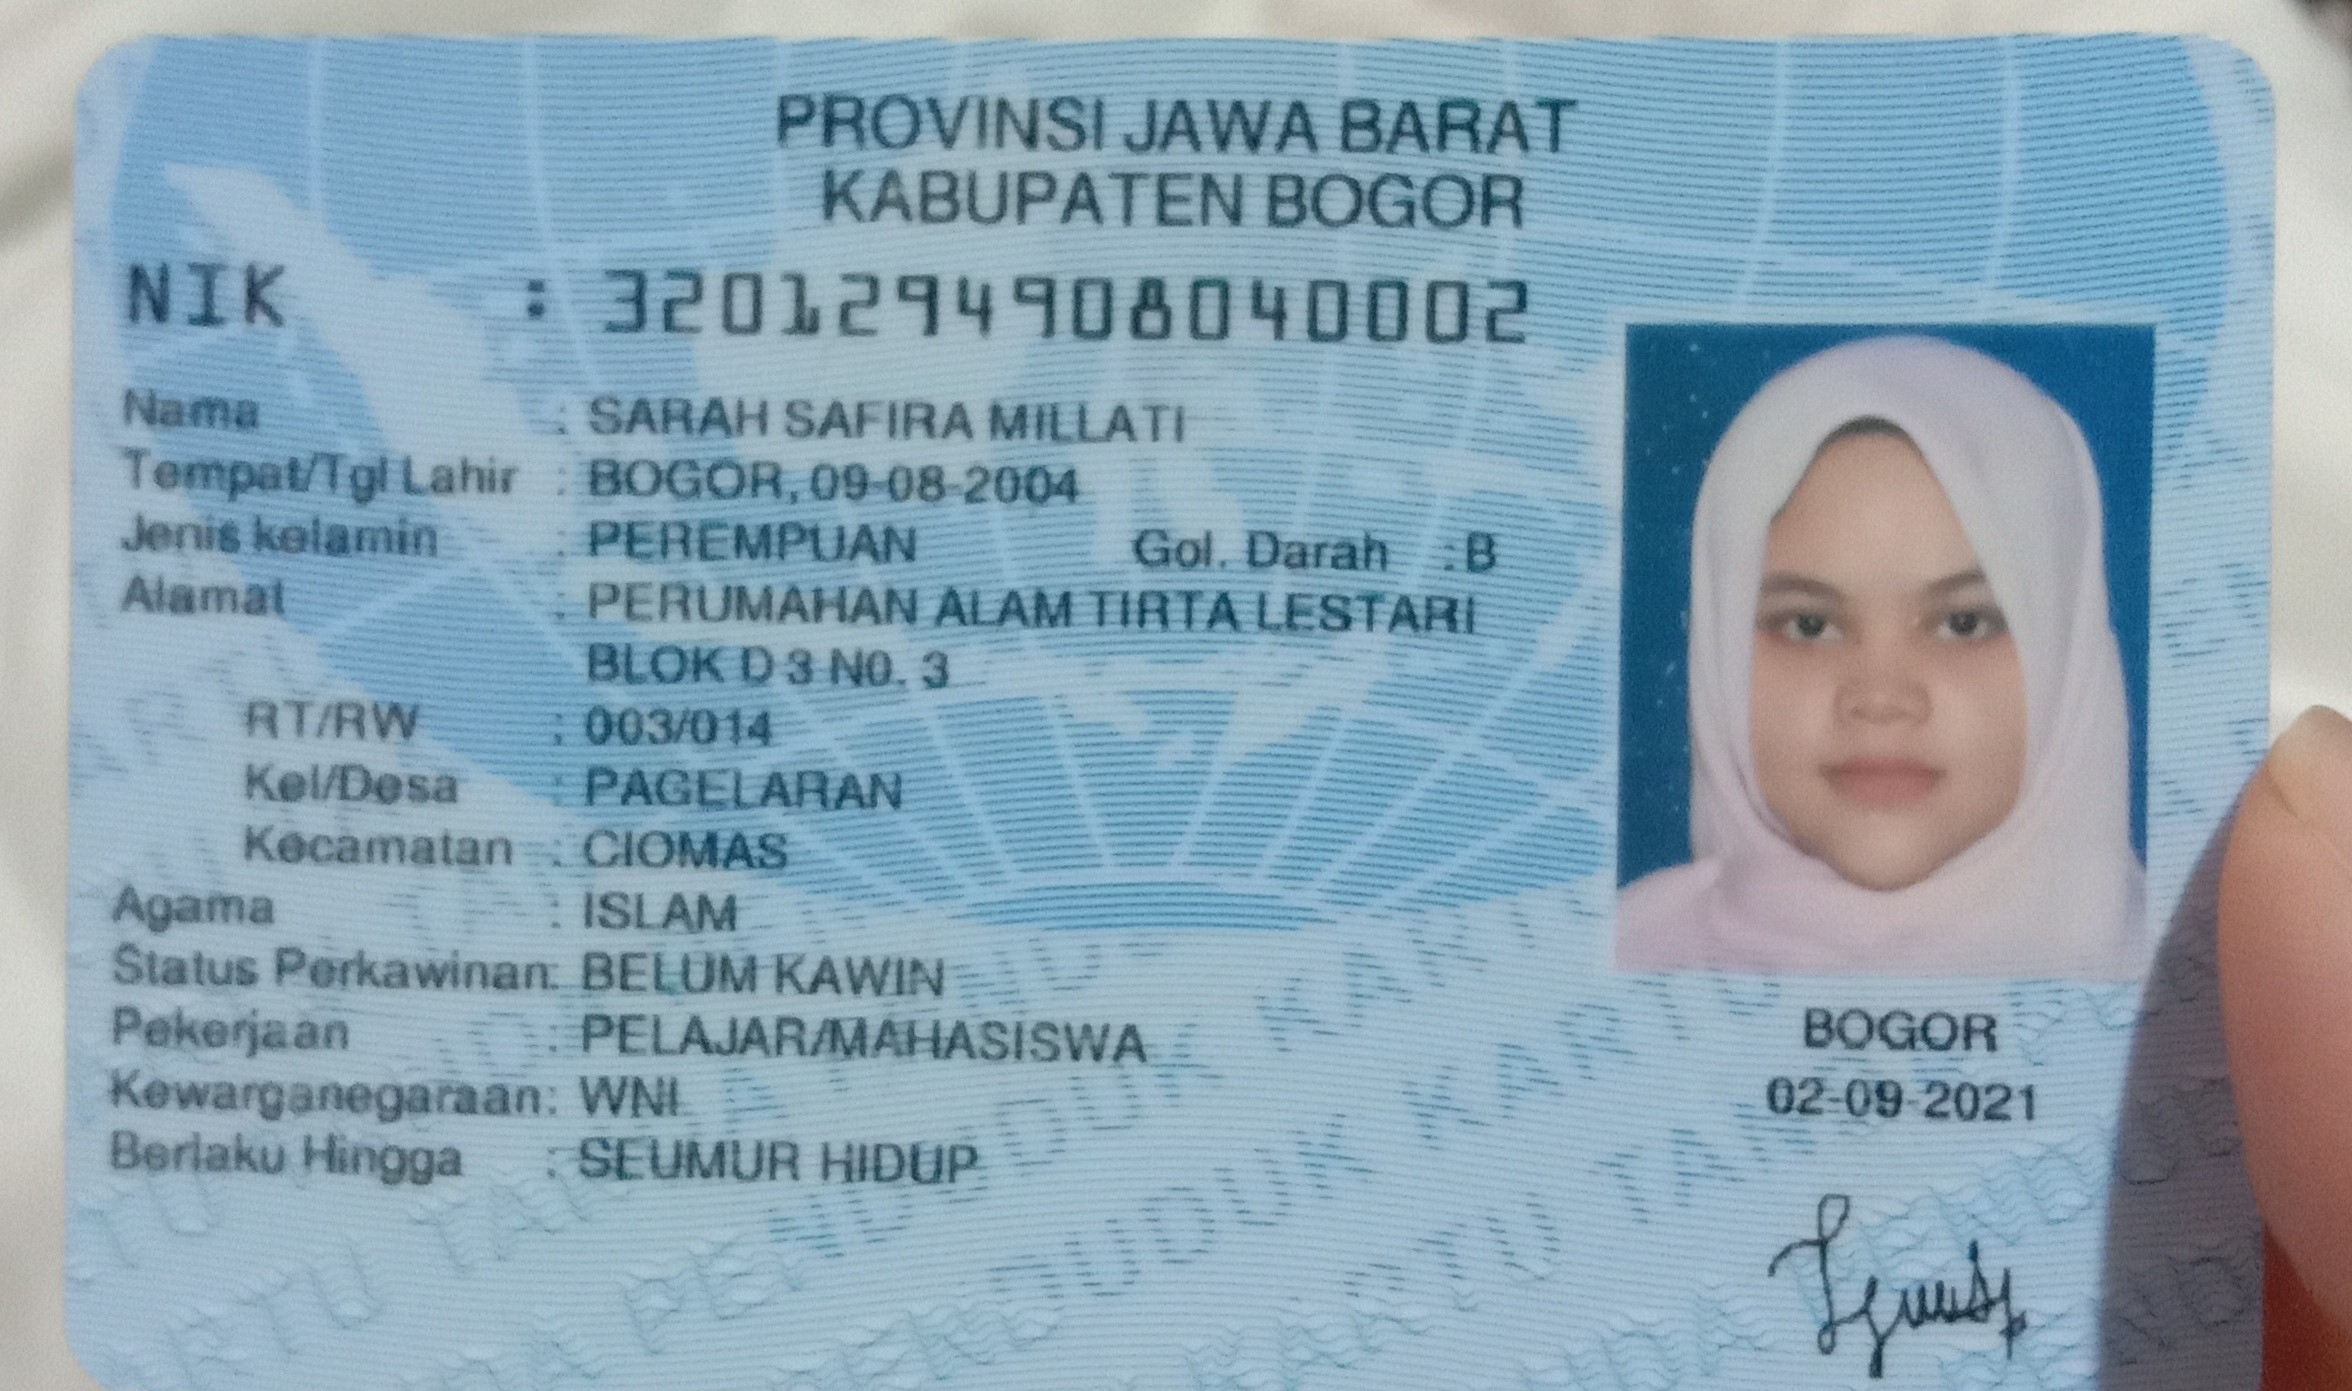 PROVINSI JAWA BARAT
KABUPATEN BOGOR
NIK : 3201294908040002
Nama : SARAH SAFIRA MILLATI
Tempat/Tgl Lahir : BOGOR, 09-08-2004
Jenis kelamin : PEREMPUAN Gol. Darah : B
Alamat : PERUMAHAN ALAM TIRTA LESTARI
BLOK D 3 N0. 3
RT/RW : 003/014
Kel/Desa : PAGELARAN
Kecamatan : CIOMAS
Agama : ISLAM
Status Perkawinan: BELUM KAWIN
Pekerjaan : PELAJAR/MAHASISWA
Kewarganegaraan: WNI
Berlaku Hingga : SEUMUR HIDUP
BOGOR
02-09-2021